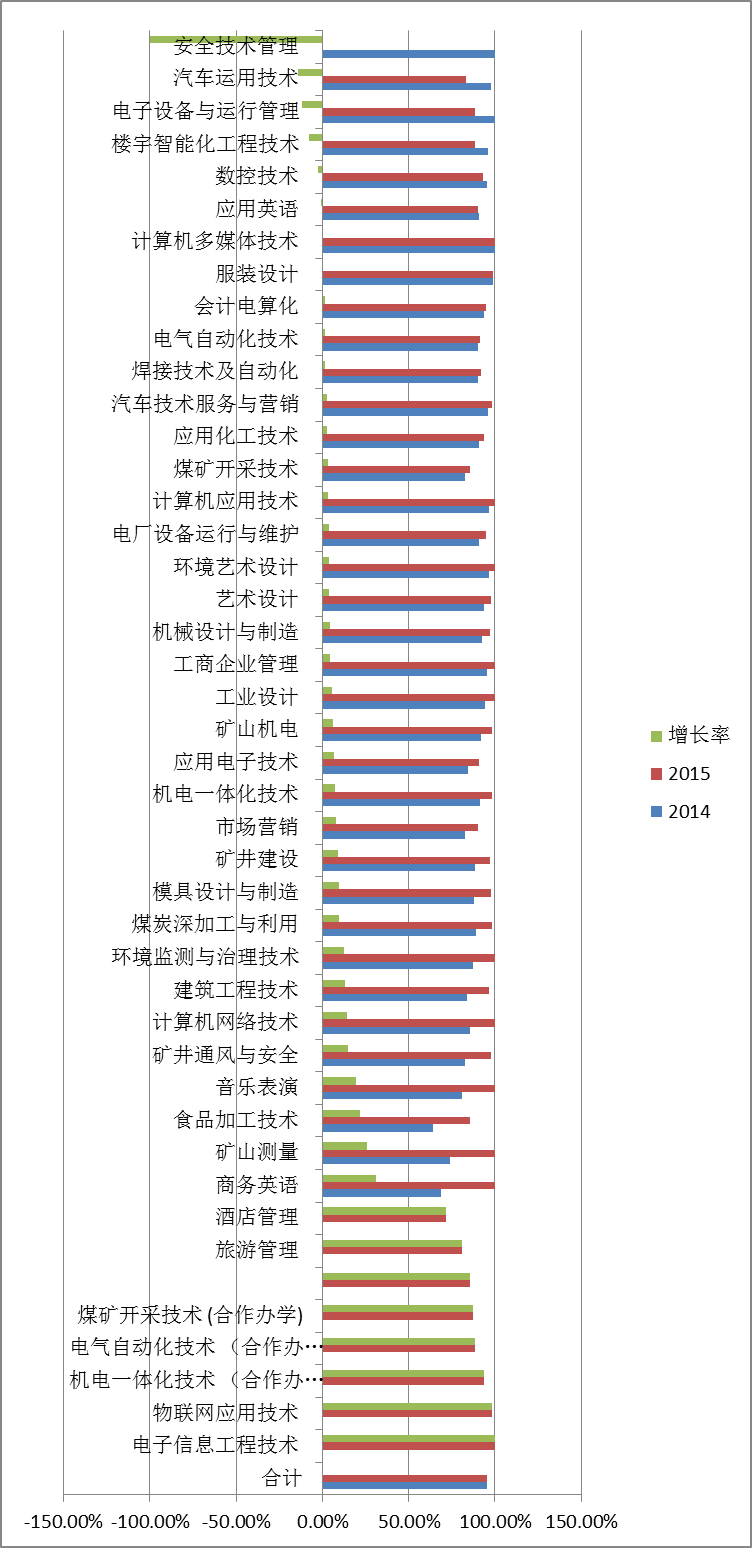 安全技术管理
汽车运用技术
电子设备与运行管理
楼宇智能化工程技术
数控技术
应用英语
计算机多媒体技术
服装设计
会计电算化
电气自动化技术
焊接技术及自动化
汽车技术服务与营销
应用化工技术
煤矿开采技术
计算机应用技术
电厂设备运行与维护
环境艺术设计
艺术设计
机械设计与制造
工商企业管理
工业设计
矿山机电
应用电子技术
机电一体化技术
市场营销
矿井建设
模具设计与制造
煤炭深加工与利用
环境监测与治理技术
建筑工程技术
计算机网络技术
矿井通风与安全
音乐表演
食品加工技术
矿山测量
商务英语
酒店管理
旅游管理
煤矿开采技术(合作办学)
电气自动化技术（合作办…
机电一体化技术（合作办…
物联网应用技术
电子信息工程技术
合计
-150.00% -100.00% -50.00% 0.00% 50.00% 100.00% 150.00%
增长率
2015
2014